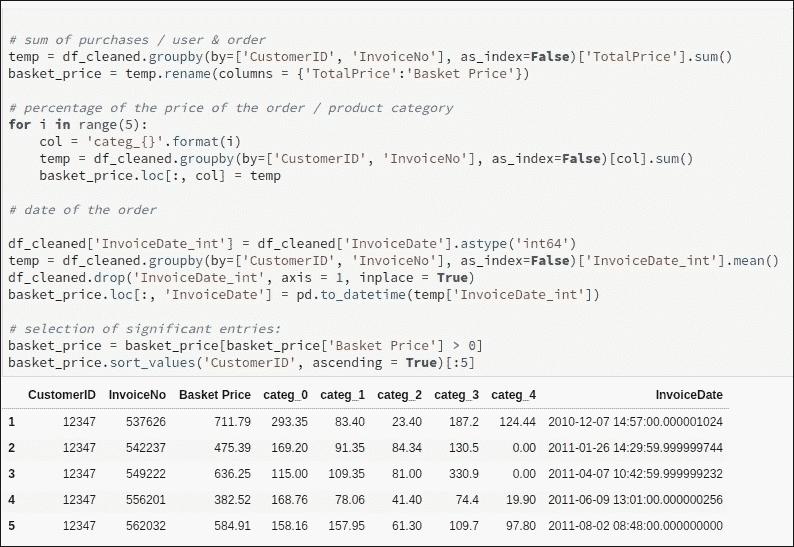 # sum of purchases / user & order
temp = df_cleaned.groupby(by=['CustomerID', 'InvoiceNo'], as_index=False)['TotalPrice'].sum()
basket_price = temp.rename(columns = {'TotalPrice':'Basket Price'})
# percentage of the price of the order / product category
for i in range(5):
    col = 'categ_{}'.format(i)
    temp = df_cleaned.groupby(by=['CustomerID', 'InvoiceNo'], as_index=False)[col].sum()
    basket_price.loc[:, col] = temp
# date of the order
df_cleaned['InvoiceDate_int'] = df_cleaned['InvoiceDate'].astype('int64')
temp = df_cleaned.groupby(by=['CustomerID', 'InvoiceNo'], as_index=False)['InvoiceDate_int'].mean()
df_cleaned.drop('InvoiceDate_int', axis = 1, inplace = True)
basket_price.loc[:, 'InvoiceDate'] = pd.to_datetime(temp['InvoiceDate_int'])
# selection of significant entries:
basket_price = basket_price[basket_price['Basket Price'] > 0]
basket_price.sort_values('CustomerID', ascending = True)[:5]
CustomerID InvoiceNo Basket Price categ_0 categ_1 categ_2 categ_3 categ_4 InvoiceDate
1 12347 537626 711.79 293.35 83.40 23.40 187.2 124.44 2010-12-07 14:57:00.000001024
2 12347 542237 475.39 169.20 91.35 84.34 130.5 0.00 2011-01-26 14:29:59.999999744
3 12347 549222 636.25 115.00 109.35 81.00 330.9 0.00 2011-04-07 10:42:59.999999232
4 12347 556201 382.52 168.76 78.06 41.40 74.4 19.90 2011-06-09 13:01:00.000000256
5 12347 562032 584.91 158.16 157.95 61.30 109.7 97.80 2011-08-02 08:48:00.000000000